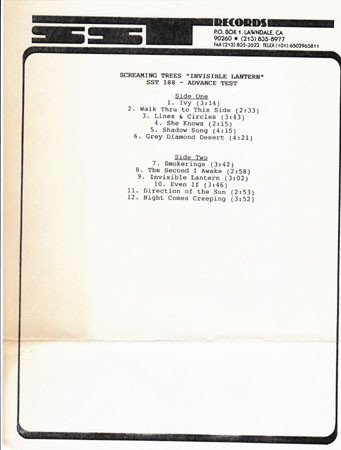 SST RECORDS
P.O. BOX 1, LAWNDALE, CA
90260 • (213) 835-8977
FAX (213) 835-3522 TELEX (101) 6502965811
SCREAMING TREES "INVISIBLE LANTERN"
SST 188 - ADVANCE TEST
Side One
1. Ivy (3:14)
2. Walk Thru to This Side (2:33)
3. Lines & Circles (3:43)
4. She Knows (2:15)
5. Shadow Song (4:15)
6. Grey Diamond Desert (4:21)
Side Two
7. Smokerings (3:42)
8. The Second I Awake (2:58)
9. Invisible Lantern (3:02)
10. Even If (3:46)
11. Direction of the Sun (2:53)
12. Night Comes Creeping (3:52)